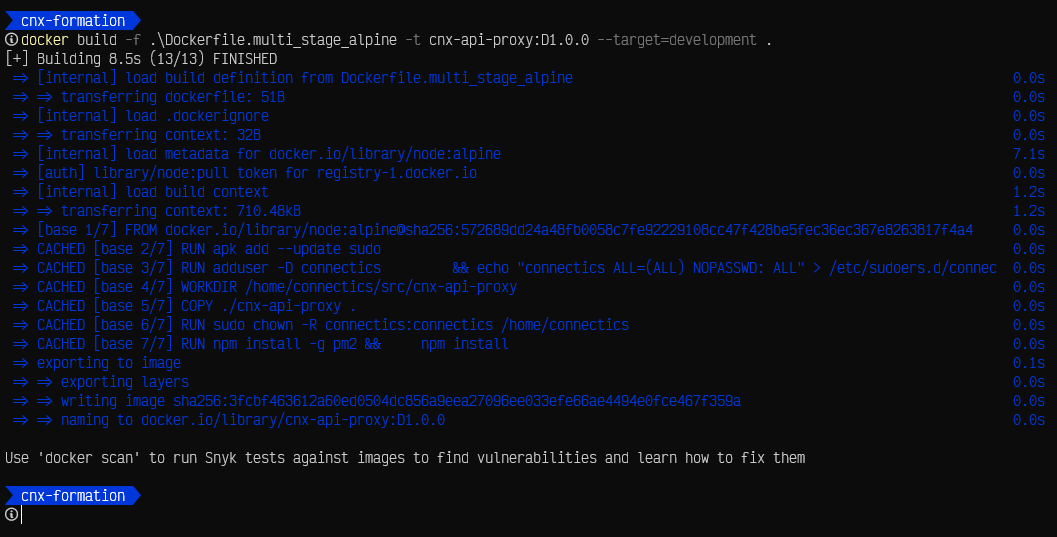 cnx-formation
docker build -f .\Dockerfile.multi_stage_alpine -t cnx-api-proxy:D1.0.0 --target=development .
[+] Building 8.5s (13/13) FINISHED
=> [internal] load build definition from Dockerfile.multi_stage_alpine 0.0s
=> => transferring dockerfile: 51B 0.0s
=> [internal] load .dockerignore 0.0s
=> => transferring context: 32B 0.0s
=> [internal] load metadata for docker.io/library/node:alpine 7.1s
=> [auth] library/node:pull token for registry-1.docker.io 0.0s
=> [internal] load build context 1.2s
=> => transferring context: 710.48kB 1.2s
=> [base 1/7] FROM docker.io/library/node:alpine@sha256:572689dd24a48fb0058c7fe92229108cc47f428be5fec36ec367e8263817f4a4 0.0s
=> CACHED [base 2/7] RUN apk add --update sudo 0.0s
=> CACHED [base 3/7] RUN adduser -D connectics && echo "connectics ALL=(ALL) NOPASSWD: ALL" > /etc/sudoers.d/connec 0.0s
=> CACHED [base 4/7] WORKDIR /home/connectics/src/cnx-api-proxy 0.0s
=> CACHED [base 5/7] COPY ./cnx-api-proxy . 0.0s
=> CACHED [base 6/7] RUN sudo chown -R connectics:connectics /home/connectics 0.0s
=> CACHED [base 7/7] RUN npm install -g pm2 && npm install 0.0s
=> exporting to image 0.1s
=> => exporting layers 0.0s
=> => writing image sha256:3fcbf463612a60ed0504dc856a9eea27096ee033efe66ae4494e0fce467f359a 0.0s
=> => naming to docker.io/library/cnx-api-proxy:D1.0.0 0.0s
Use 'docker scan' to run Snyk tests against images to find vulnerabilities and learn how to fix them
cnx-formation